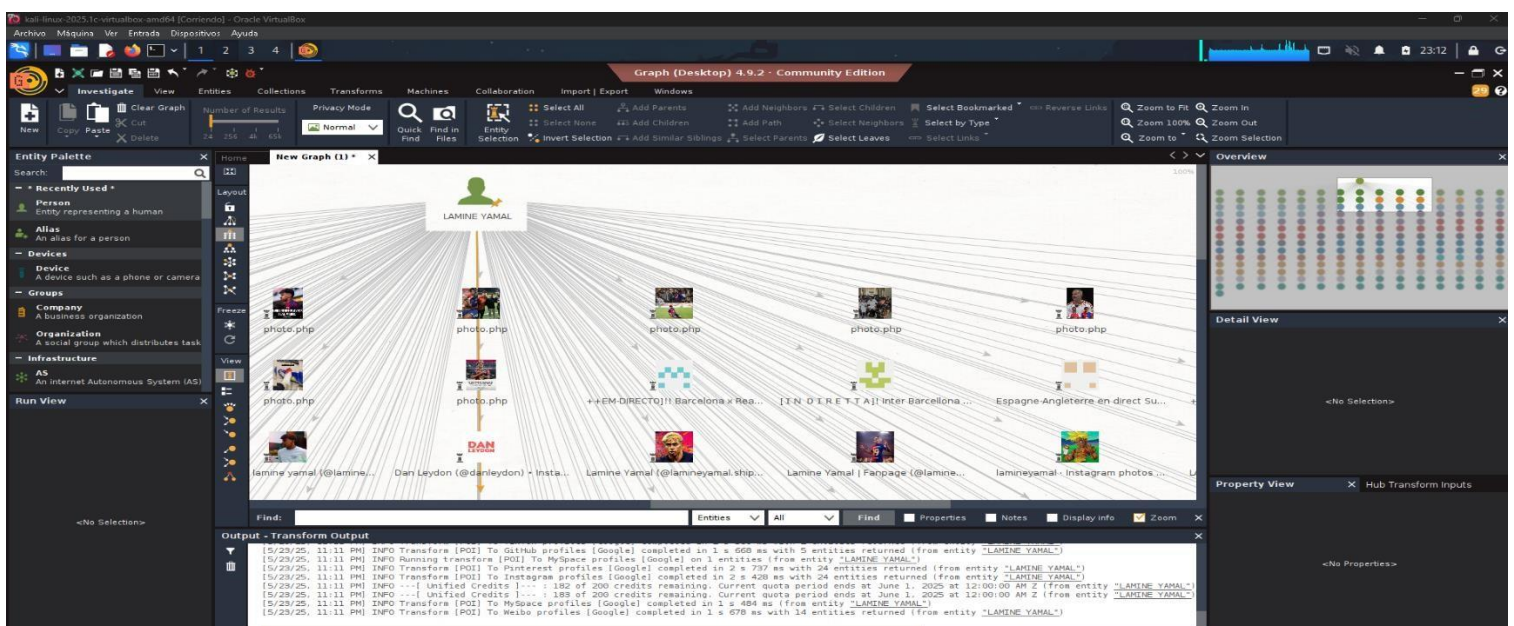 kali-linux-2025.1c-virtualbox-amd64 [Corriendo] - Oracle VirtualBox
Archivo Máquina Ver Entrada Dispositivos Ayuda
1 2 3 4
23:12
Graph (Desktop) 4.9.2 - Community Edition
Investigate View Entities Collections Transforms Machines Collaboration Import | Export Windows
New
Copy
Paste
Clear Graph
Cut
Delete
Number of Results
24 256 4k 65k
Privacy Mode
Normal
Quick Find
Find in Files
Entity Selection
Select All
Select None
Invert Selection
Add Parents
Add Children
Add Similar Siblings
Add Neighbors
Add Path
Select Parents
Select Children
Select Neighbors
Select Leaves
Select Bookmarked
Select by Type
Select Links
Reverse Links
Zoom to Fit
Zoom 100%
Zoom to
Zoom In
Zoom Out
Zoom Selection
Entity Palette
Search:
* Recently Used *
Person
Entity representing a human
Alias
An alias for a person
Devices
Device
A device such as a phone or camera
Groups
Company
A business organization
Organization
A social group which distributes task
Infrastructure
AS
An internet Autonomous System (AS)
Run View
<No Selection>
Home
New Graph (1) *
Layout
Freeze
View
100%
LAMINE YAMAL
photo.php
photo.php
photo.php
photo.php
photo.php
photo.php
photo.php
++EM-DIRECTO]!! Barcelona x Rea...
[I N D I R E T T A]! Inter Barcellona ...
Espagne-Angleterre en direct Su...
DAN LEYDON
lamine yamal (@lamine...
Dan Leydon (@danleydon) • Insta...
Lamine Yamal (@lamineyamal.ship...
Lamine Yamal | Fanpage (@lamine...
lamineyamal · Instagram photos ...
Find:
Entities
All
Find
Properties
Notes
Display info
Zoom
Output - Transform Output
[5/23/25, 11:11 PM] INFO Transform [POI] To GitHub profiles [Google] completed in 1 s 668 ms with 5 entities returned (from entity "LAMINE YAMAL")
[5/23/25, 11:11 PM] INFO Running transform [POI] To MySpace profiles [Google] on 1 entities (from entity "LAMINE YAMAL")
[5/23/25, 11:11 PM] INFO Transform [POI] To Pinterest profiles [Google] completed in 2 s 737 ms with 24 entities returned (from entity "LAMINE YAMAL")
[5/23/25, 11:11 PM] INFO Transform [POI] To Instagram profiles [Google] completed in 2 s 428 ms with 24 entities returned (from entity "LAMINE YAMAL")
[5/23/25, 11:11 PM] INFO ---[ Unified Credits ]--- : 182 of 200 credits remaining. Current quota period ends at June 1, 2025 at 12:00:00 AM Z (from entity "LAMINE YAMAL")
[5/23/25, 11:11 PM] INFO ---[ Unified Credits ]--- : 183 of 200 credits remaining. Current quota period ends at June 1, 2025 at 12:00:00 AM Z (from entity "LAMINE YAMAL")
[5/23/25, 11:11 PM] INFO Transform [POI] To MySpace profiles [Google] completed in 1 s 484 ms (from entity "LAMINE YAMAL")
[5/23/25, 11:11 PM] INFO Transform [POI] To Weibo profiles [Google] completed in 1 s 678 ms with 14 entities returned (from entity "LAMINE YAMAL")
Overview
Detail View
<No Selection>
Property View
Hub Transform Inputs
<No Properties>